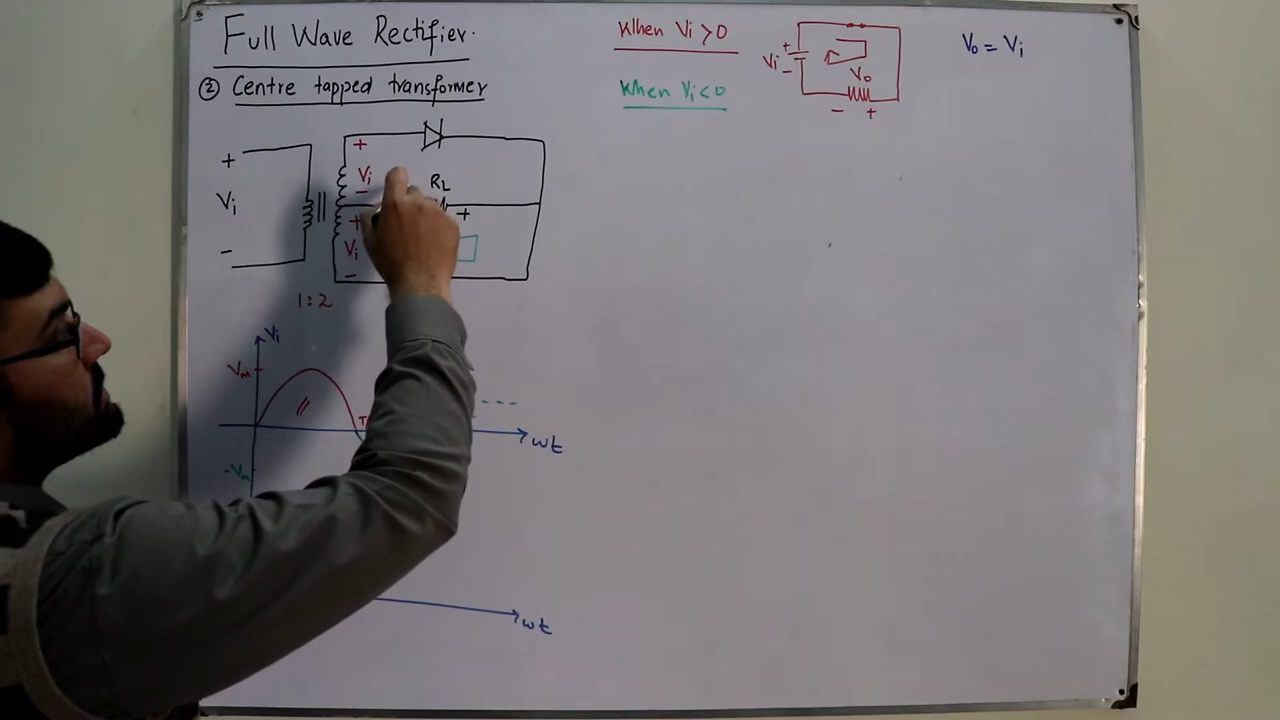 Full Wave Rectifier.
② Centre tapped transformer
When Vi>0
When Vi<0
+
Vi
-
Vo
- +
Vo = Vi
+
Vi
-
+
Vi
-
+
Vi
-
RL
+
1:2
Vi
Vm
-Vm
ωt
ωt